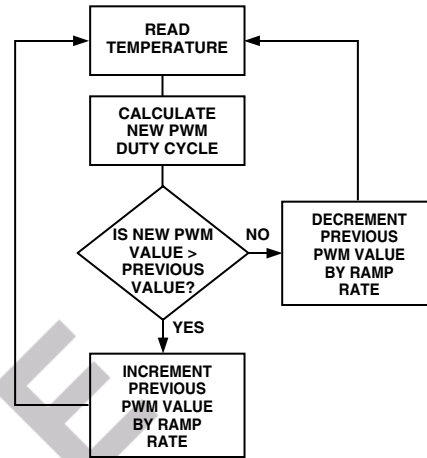 READ
TEMPERATURE
CALCULATE
NEW PWM
DUTY CYCLE
IS NEW PWM
VALUE >
PREVIOUS
VALUE?
NO
DECREMENT
PREVIOUS
PWM VALUE
BY RAMP
RATE
YES
INCREMENT
PREVIOUS
PWM VALUE
BY RAMP
RATE
E